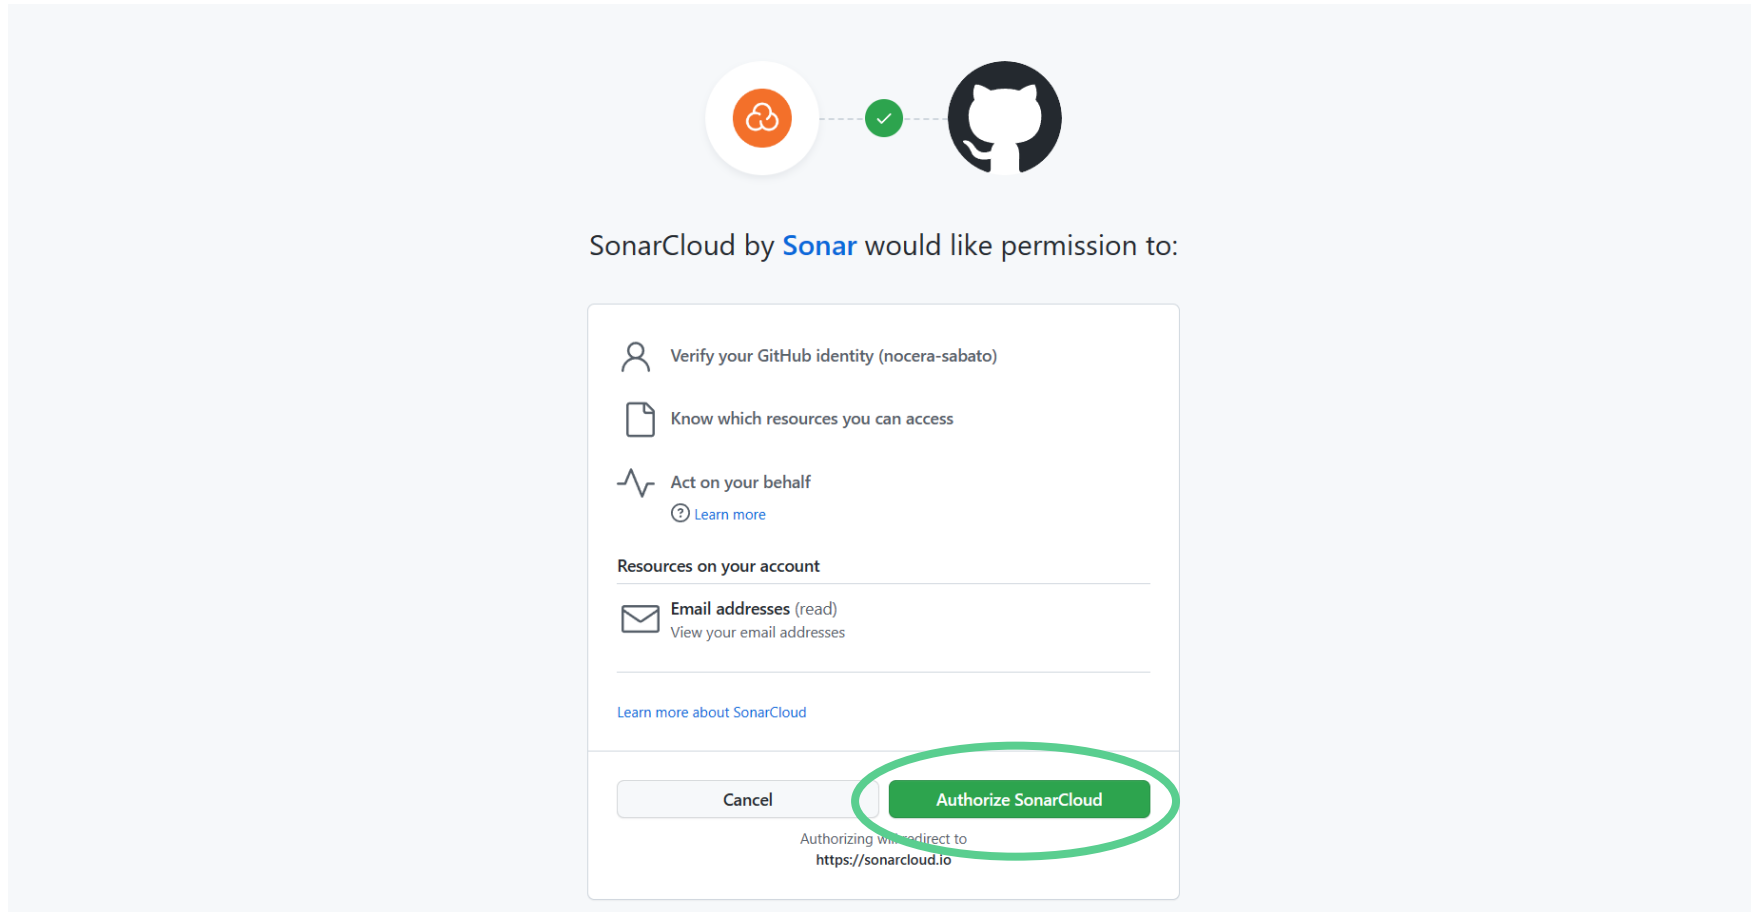 SonarCloud by Sonar would like permission to:
Verify your GitHub identity (nocera-sabato)
Know which resources you can access
Act on your behalf
Learn more
Resources on your account
Email addresses (read)
View your email addresses
Learn more about SonarCloud
Cancel
Authorize SonarCloud
Authorizing will redirect to
https://sonarcloud.io